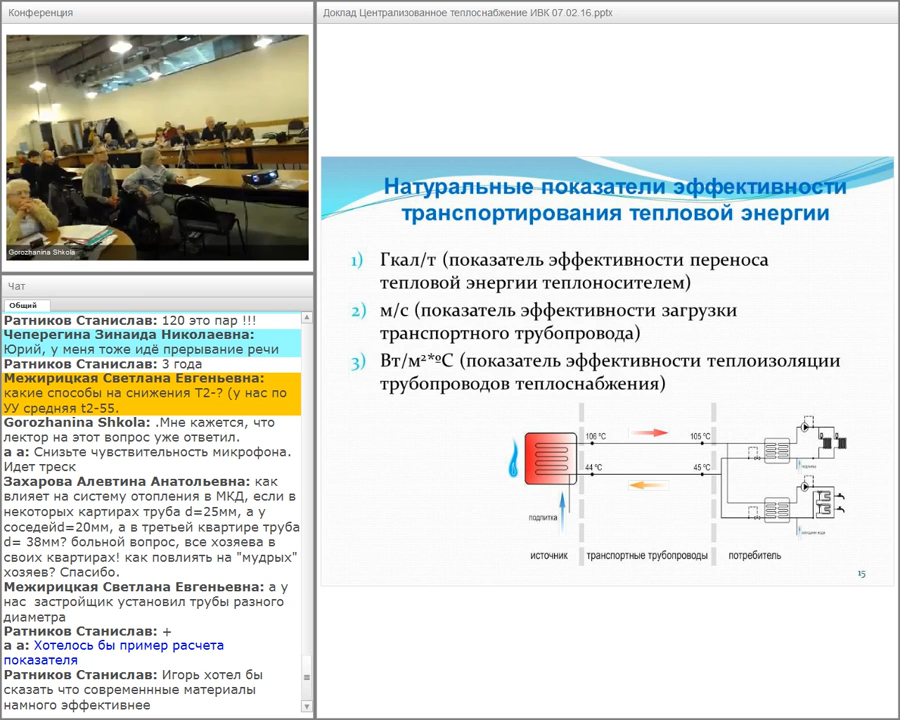 Конференция
Gorozhanina Shkola
Чат
Общий
Ратников Станислав: 120 это пар !!!
Чеперегина Зинаида Николаевна:
Юрий, у меня тоже идё прерывание речи
Ратников Станислав: 3 года
Межирицкая Светлана Евгеньевна:
какие способы на снижения Т2-? (у нас по
УУ средняя t2-55.
Gorozhanina Shkola: .Мне кажется, что
лектор на этот вопрос уже ответил.
а а: Снизьте чувствительность микрофона.
Идет треск
Захарова Алевтина Анатольевна: как
влияет на систему отопления в МКД, если в
некоторых картирах труба d=25мм, а у
соседейd=20мм, а в третьей квартире труба
d= 38мм? больной вопрос, все хозяева в
своих квартирах! как повлиять на "мудрых"
хозяев? Спасибо.
Межирицкая Светлана Евгеньевна: а у
нас  застройщик установил трубы разного
диаметра
Ратников Станислав: +
а а: Хотелось бы пример расчета
показателя
Ратников Станислав: Игорь хотел бы
сказать что современнные материалы
намного эффективнее
Доклад Централизованное теплоснабжение ИВК 07.02.16.pptx
Натуральные показатели эффективности
транспортирования тепловой энергии
1) Гкал/т (показатель эффективности переноса
тепловой энергии теплоносителем)
2) м/с (показатель эффективности загрузки
транспортного трубопровода)
3) Вт/м²*ºС (показатель эффективности теплоизоляции
трубопроводов теплоснабжения)
106 °С
105 °С
44 °С
45 °С
подпитка
источник
транспортные трубопроводы
потребитель
15